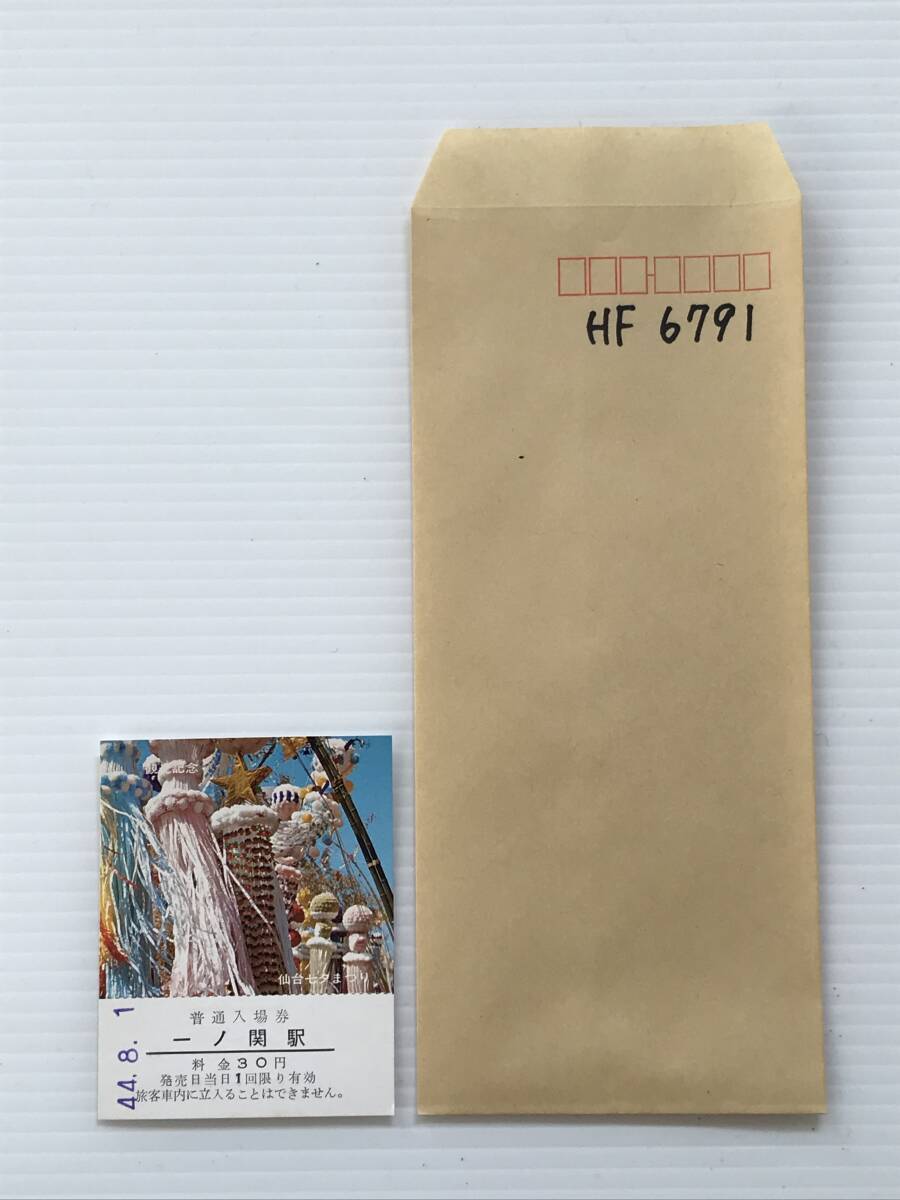 HF 6791
観光記念
仙台七夕まつり
普通入場券
一ノ関駅
料金30円
発売日当日1回限り有効
旅客車内に立入ることはできません。
44.8.1